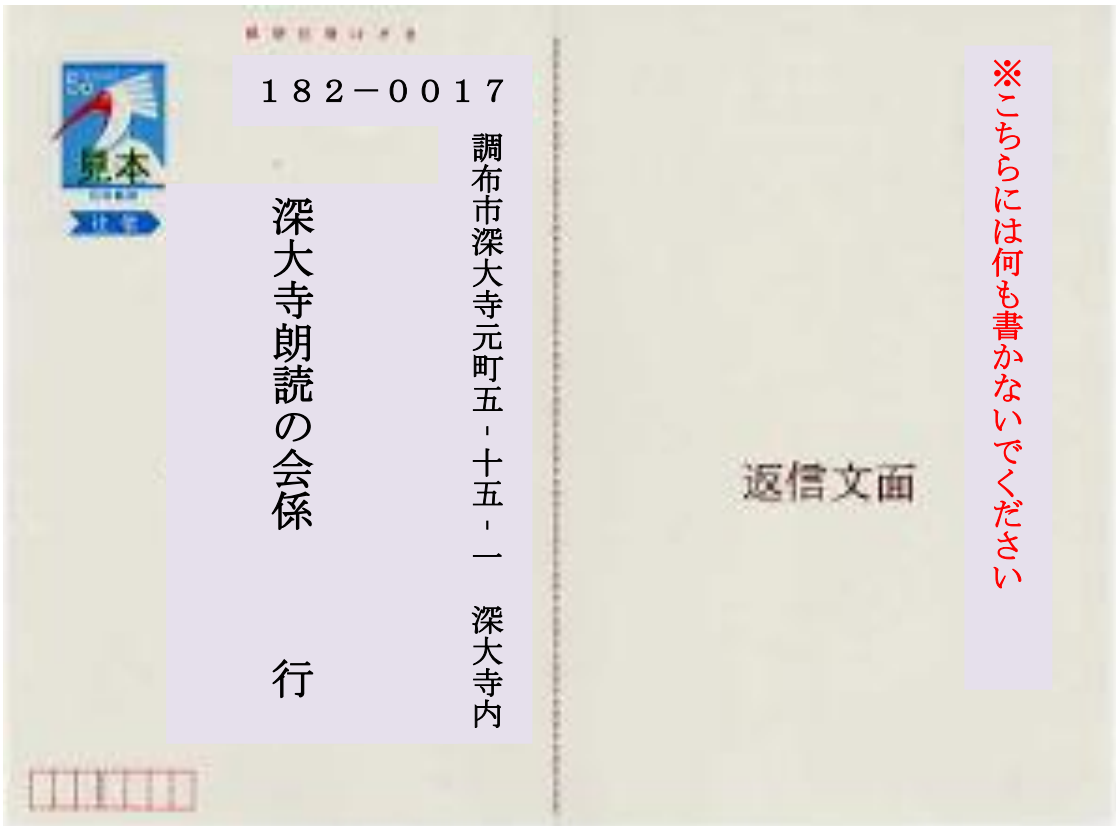 １８２－００１７
調布市深大寺元町五-十五-一　深大寺内
深大寺朗読の会係　　行
見本
※こちらには何も書かないでください
返信文面